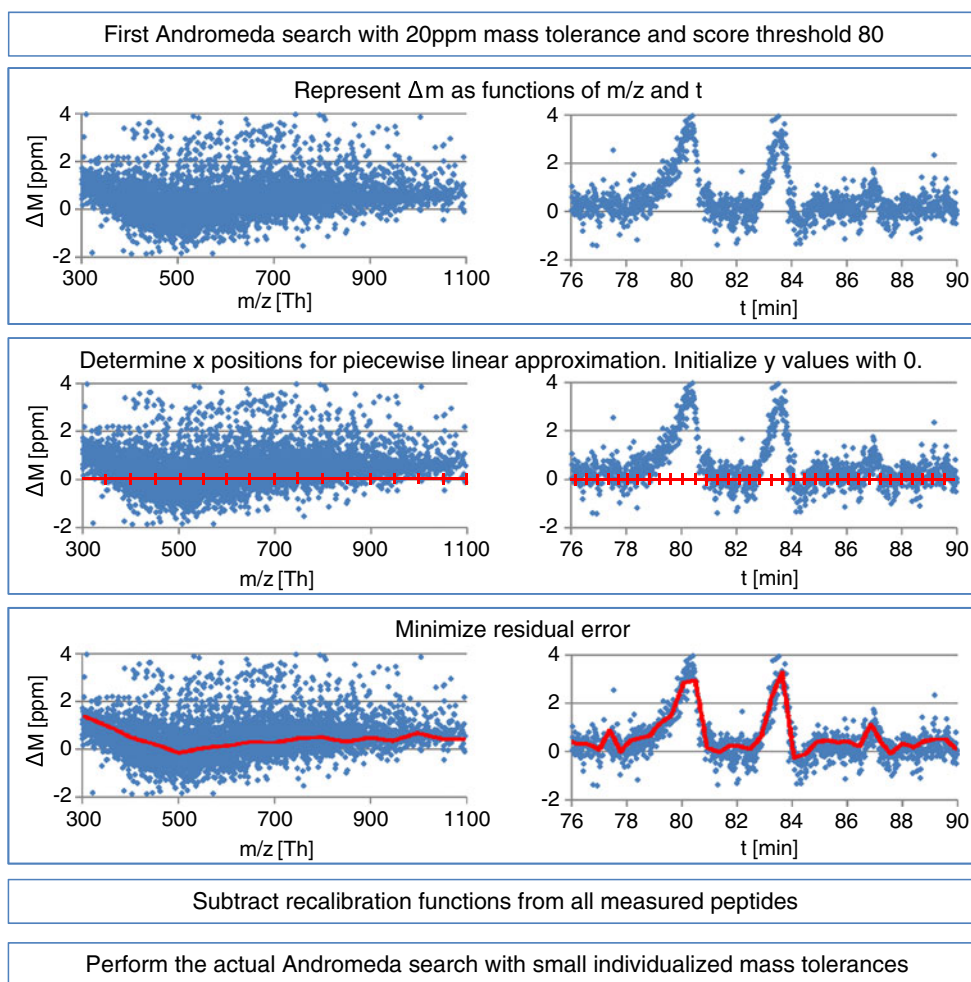 First Andromeda search with 20ppm mass tolerance and score threshold 80
Represent Δm as functions of m/z and t
4
2
0
-2
ΔM [ppm]
300 500 700 900 1100
m/z [Th]
4
2
0
-2
76 78 80 82 84 86 88 90
t [min]
Determine x positions for piecewise linear approximation. Initialize y values with 0.
4
2
0
-2
ΔM [ppm]
300 500 700 900 1100
m/z [Th]
4
2
0
-2
76 78 80 82 84 86 88 90
t [min]
Minimize residual error
4
2
0
-2
ΔM [ppm]
300 500 700 900 1100
m/z [Th]
4
2
0
-2
76 78 80 82 84 86 88 90
t [min]
Subtract recalibration functions from all measured peptides
Perform the actual Andromeda search with small individualized mass tolerances